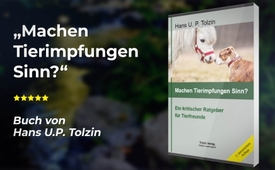 „Machen
Tierimpfungen
Sinn?“
Buch von
Hans U.P. Tolzin
Hans U. P. Tolzin
Machen Tierimpfungen Sinn?
Ein kritischer Ratgeber
für Tierfreunde